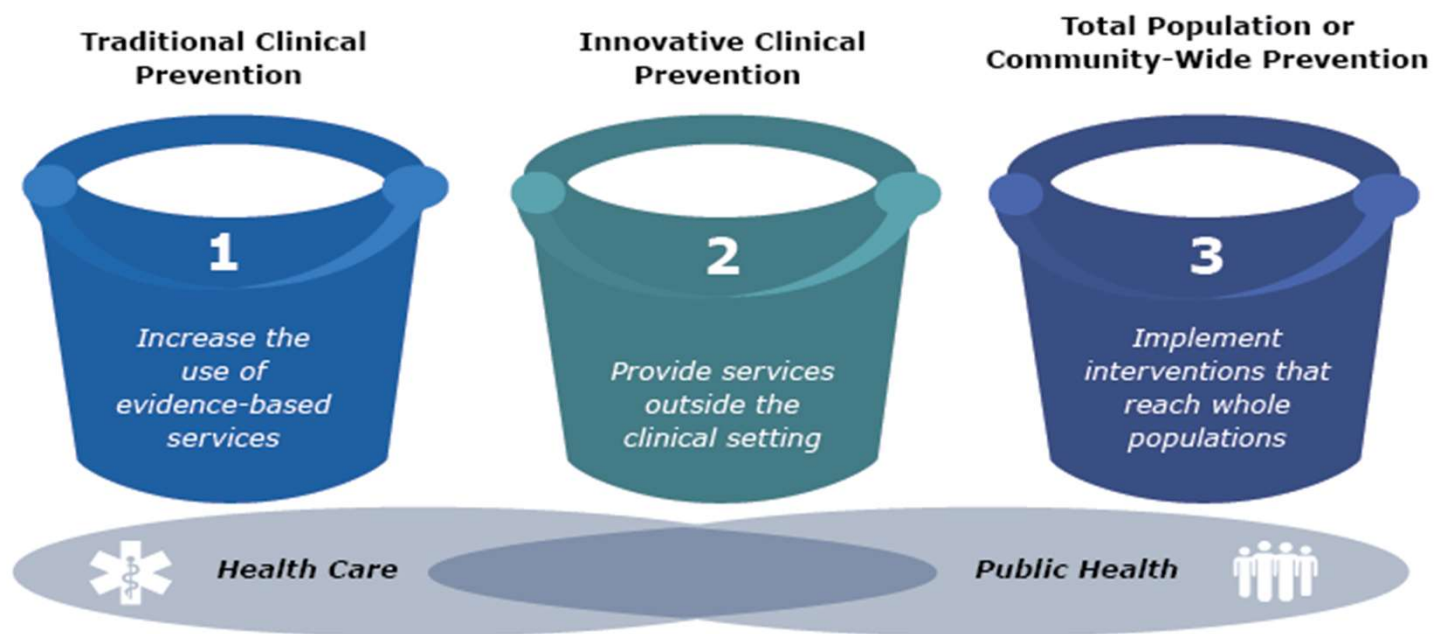 Traditional Clinical
Prevention
Innovative Clinical
Prevention
Total Population or
Community-Wide Prevention
1
Increase the
use of
evidence-based
services
2
Provide services
outside the
clinical setting
3
Implement
interventions that
reach whole
populations
Health Care
Public Health